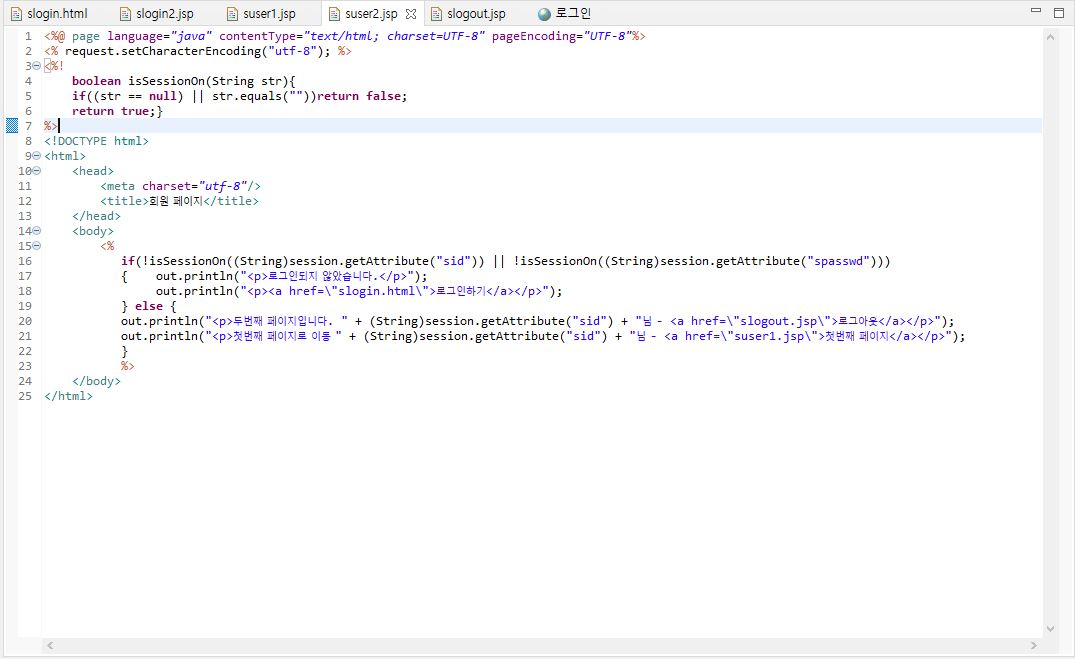 slogin.html slogin2.jsp suser1.jsp suser2.jsp slogout.jsp 로그인
1 <%@ page language="java" contentType="text/html; charset=UTF-8" pageEncoding="UTF-8"%>
2 <% request.setCharacterEncoding("utf-8"); %>
3 <%!
4 boolean isSessionOn(String str){
5 if((str == null) || str.equals(""))return false;
6 return true;}
7 %>
8 <!DOCTYPE html>
9 <html>
10 <head>
11 <meta charset="utf-8"/>
12 <title>회원 페이지</title>
13 </head>
14 <body>
15 <%
16 if(!isSessionOn((String)session.getAttribute("sid")) || !isSessionOn((String)session.getAttribute("spasswd")))
17 { out.println("<p>로그인되지 않았습니다.</p>");
18 out.println("<p><a href=\"slogin.html\">로그인하기</a></p>");
19 } else {
20 out.println("<p>두번째 페이지입니다. " + (String)session.getAttribute("sid") + "님 - <a href=\"slogout.jsp\">로그아웃</a></p>");
21 out.println("<p>첫번째 페이지로 이동 " + (String)session.getAttribute("sid") + "님 - <a href=\"suser1.jsp\">첫번째 페이지</a></p>");
22 }
23 %>
24 </body>
25 </html>